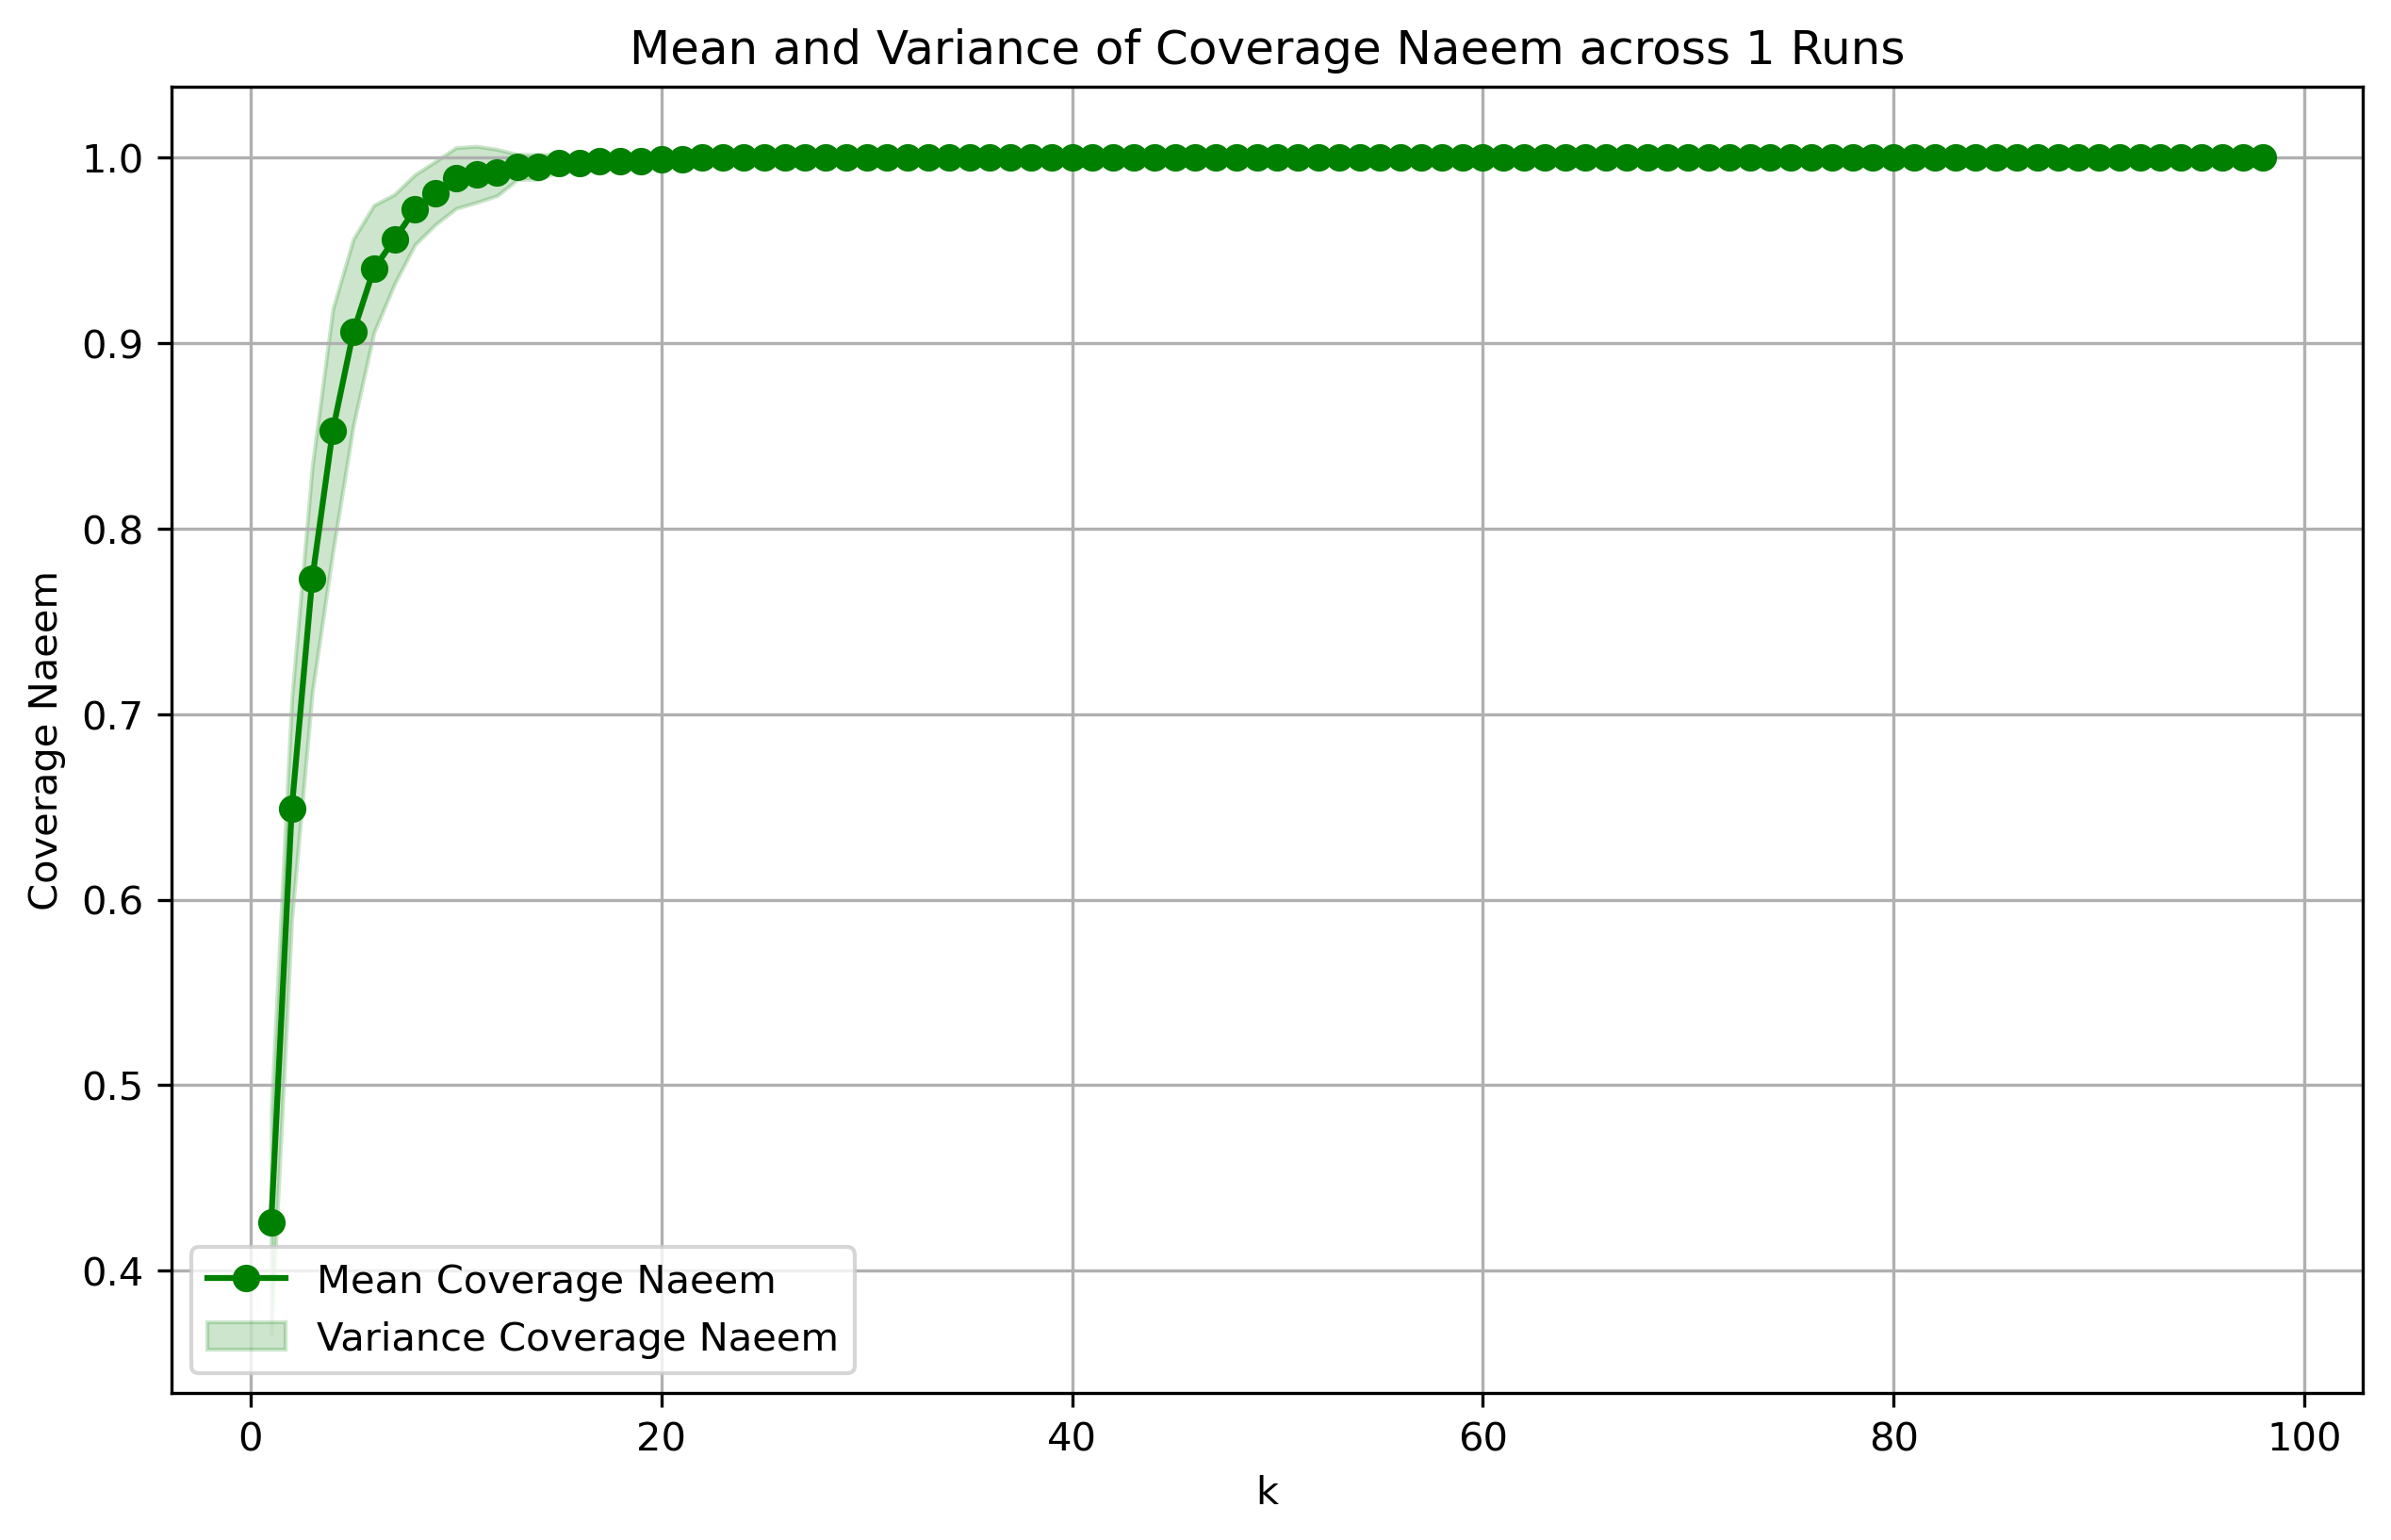 Mean and Variance of Coverage Naeem across 1 Runs
1.0
0.9
0.8
0.7
0.6
0.5
0.4
Coverage Naeem
Mean Coverage Naeem
Variance Coverage Naeem
0 20 40 60 80 100
k